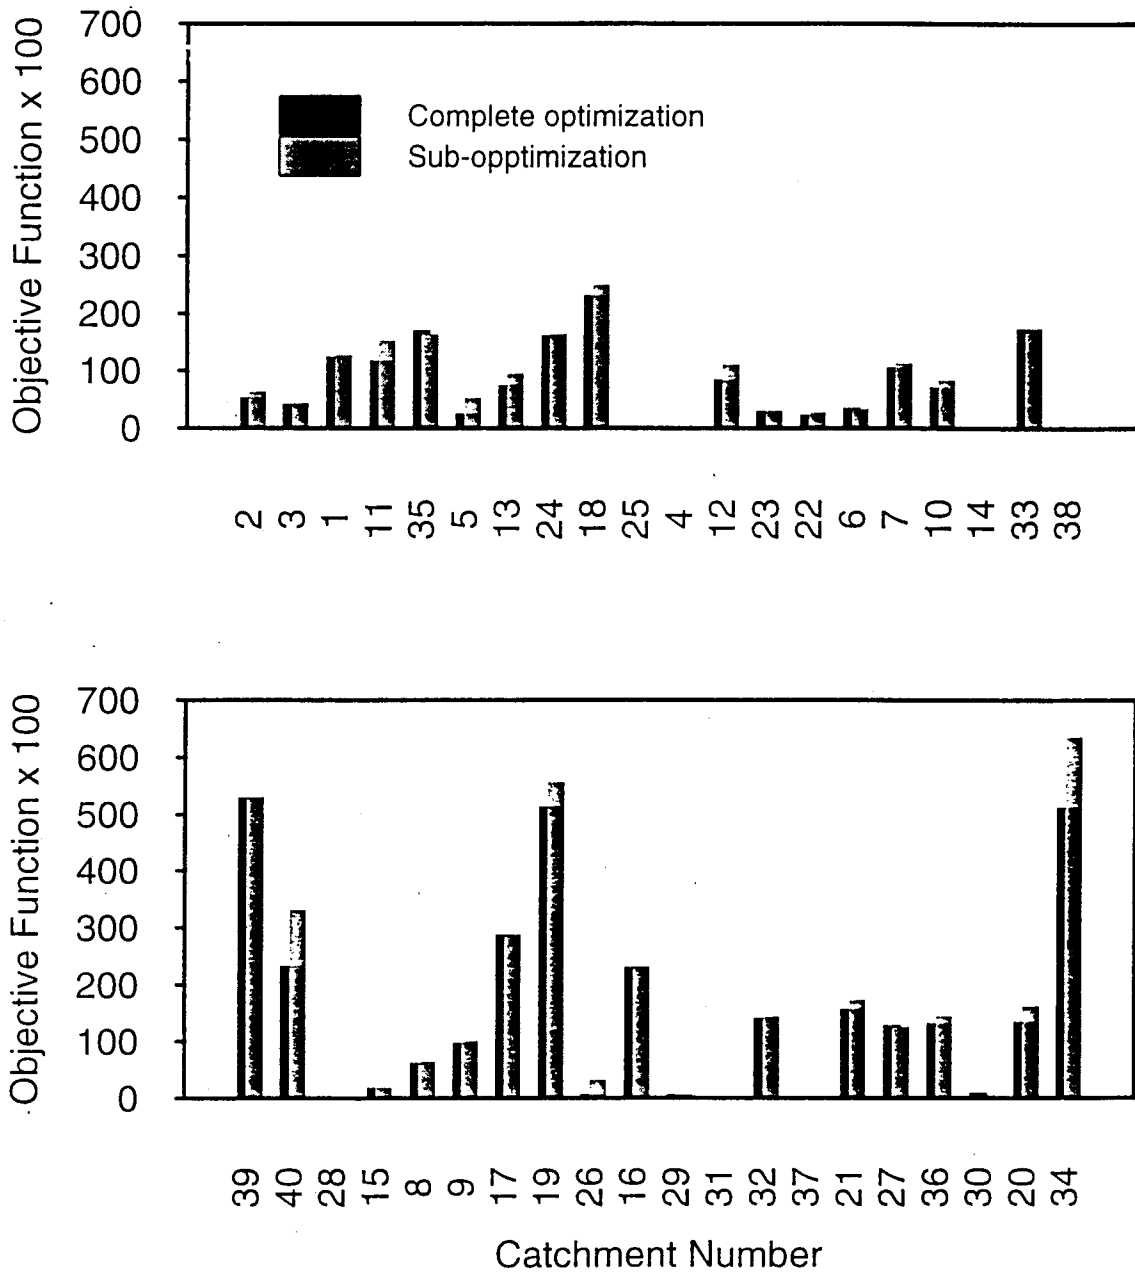 Objective Function x 100
700
600
500
400
300
200
100
0
Complete optimization
Sub-opptimization
2 3 1 11 35 5 13 24 18 25 4 12 23 22 6 7 10 14 33 38
Objective Function x 100
700
600
500
400
300
200
100
0
39 40 28 15 8 9 17 19 26 16 29 31 32 37 21 27 36 30 20 34
Catchment Number